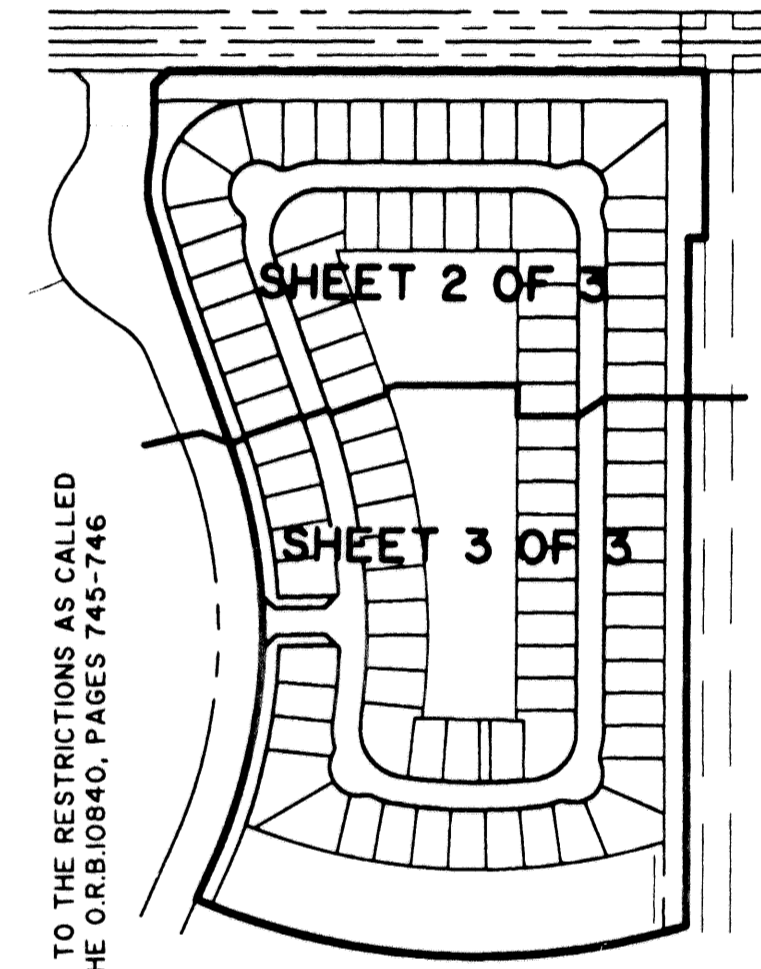 SHEET 2 OF 3
SHEET 3 OF 3
TO THE RESTRICTIONS AS CALLED
HE O.R.B.10840, PAGES 745-746